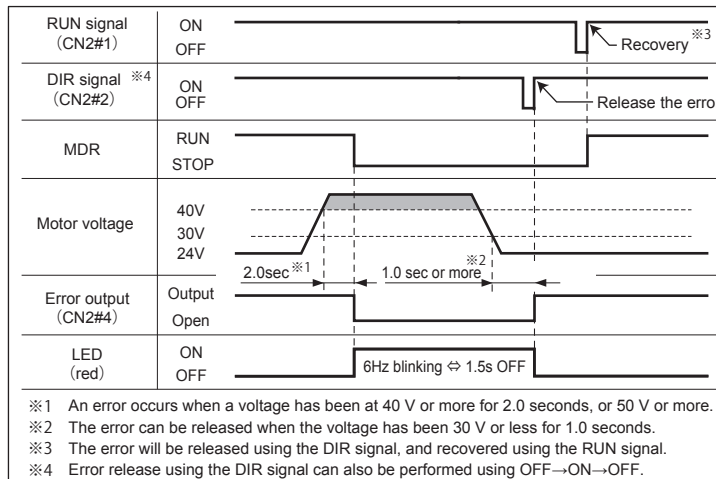 RUN signal
(CN2#1)
ON
OFF
Recovery ※3
DIR signal ※4
(CN2#2)
ON
OFF
Release the erro
MDR
RUN
STOP
Motor voltage
40V
30V
24V
2.0sec ※1
1.0 sec or more ※2
Error output
(CN2#4)
Output
Open
LED
(red)
ON
OFF
6Hz blinking ⇔ 1.5s OFF
※1 An error occurs when a voltage has been at 40 V or more for 2.0 seconds, or 50 V or more.
※2 The error can be released when the voltage has been 30 V or less for 1.0 seconds.
※3 The error will be released using the DIR signal, and recovered using the RUN signal.
※4 Error release using the DIR signal can also be performed using OFF→ON→OFF.